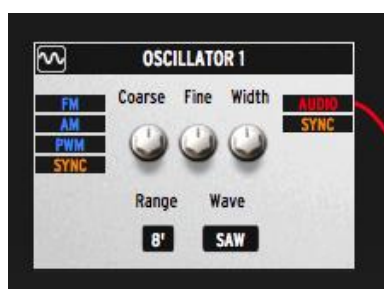 OSCILLATOR 1
FM
AM
PWM
SYNC
Coarse Fine Width
AUDIO
SYNC
Range Wave
8' SAW